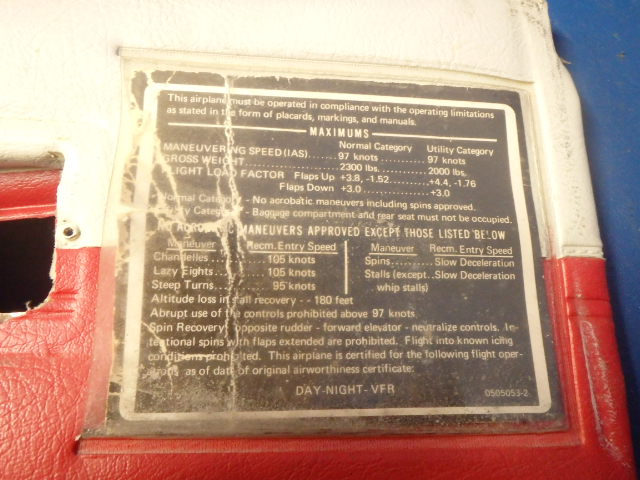 This airplane must be operated in compliance with the operating limitations
as stated in the form of placards, markings, and manuals.
MAXIMUMS
Normal Category Utility Category
MANEUVERING SPEED (IAS) 97 knots 97 knots
GROSS WEIGHT 2300 lbs. 2000 lbs.
FLIGHT LOAD FACTOR Flaps Up +3.8, -1.52 +4.4, -1.76
Flaps Down +3.0 +3.0
Normal Category - No acrobatic maneuvers including spins approved.
Utility Category - Baggage compartment and rear seat must not be occupied.
NO ACROBATIC MANEUVERS APPROVED EXCEPT THOSE LISTED BELOW
Maneuver Recm. Entry Speed Maneuver Recm. Entry Speed
Chandelles 105 knots Spins Slow Deceleration
Lazy Eights 105 knots Stalls (except Slow Deceleration
Steep Turns 95 knots whip stalls)
Altitude loss in stall recovery - - 180 feet
Abrupt use of the controls prohibited above 97 knots
Spin Recovery: opposite rudder - forward elevator - neutralize controls. In-
tentional spins with flaps extended are prohibited. Flight into known icing
conditions prohibited. This airplane is certified for the following flight oper-
ations as of date of original airworthiness certificate:
DAY-NIGHT-VFR
0505053-2